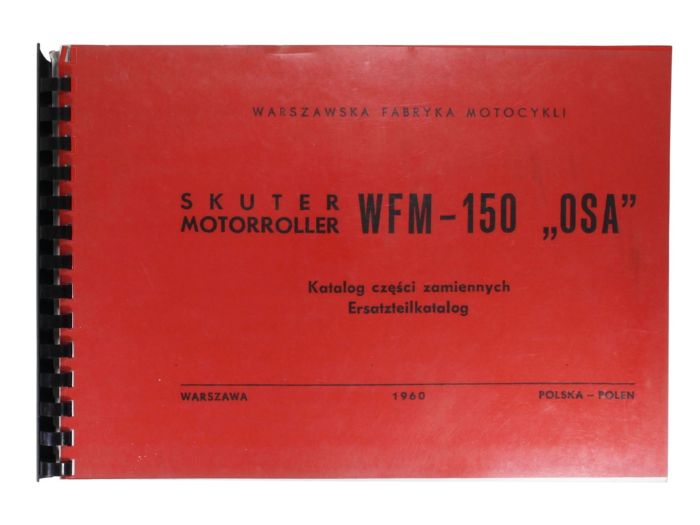 WARSZAWSKA FABRYKA MOTOCYKLI
SKUTER
MOTORROLLER WFM-150 „OSA”
Katalog części zamiennych
Ersatzteilkatalog
WARSZAWA 1960 POLSKA – POLEN